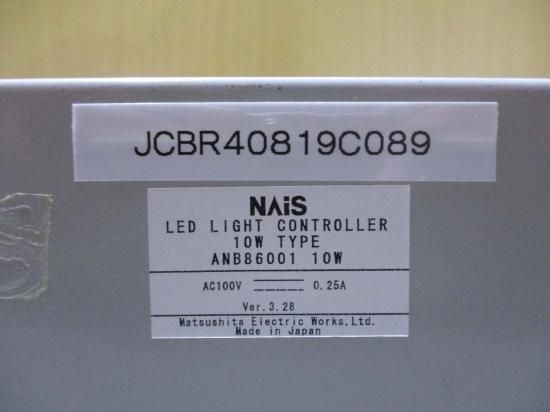 JCBR40819C089
NAiS
LED LIGHT CONTROLLER
10W TYPE
ANB86001 10W
AC100V 0.25A
Ver.3.28
Matsushita Electric Works,Ltd.
Made in Japan